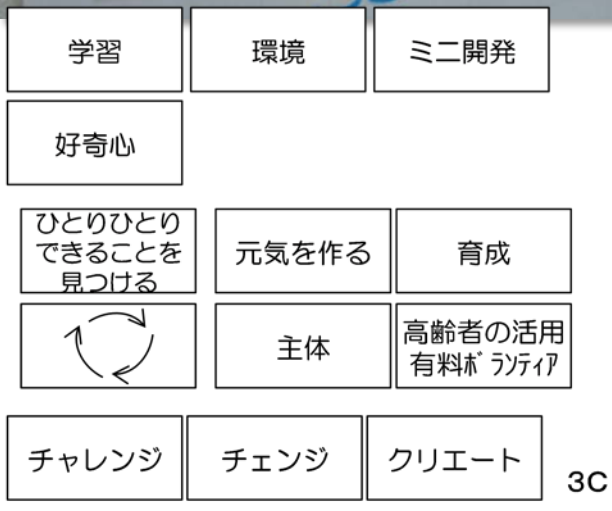 学習
環境
ミニ開発
好奇心
ひとりひとり
できることを
見つける
元気を作る
育成
主体
高齢者の活用
有料ﾎﾞﾗﾝﾃｨｱ
チャレンジ
チェンジ
クリエート
3C